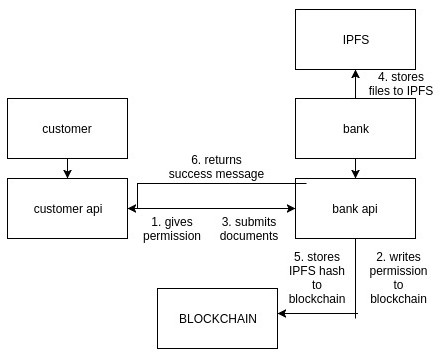 IPFS
4. stores
files to IPFS
customer
bank
6. returns
success message
customer api
bank api
1. gives
permission
3. submits
documents
5. stores
IPFS hash
to
blockchain
2. writes
permission
to
blockchain
BLOCKCHAIN